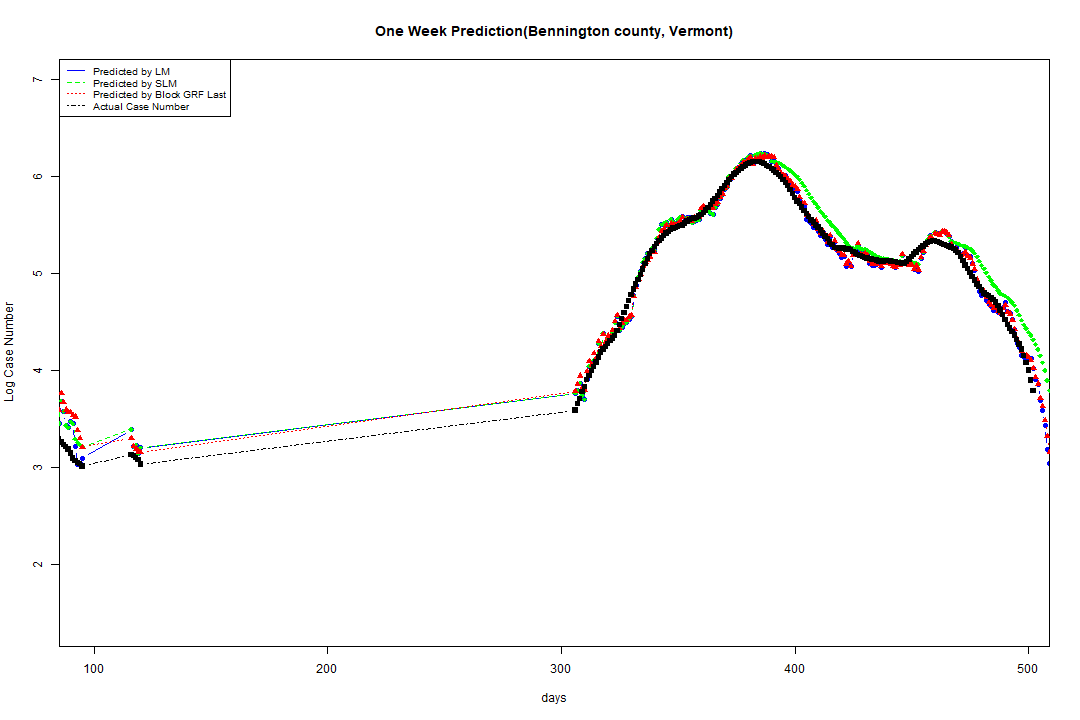 One Week Prediction(Bennington county, Vermont)
Predicted by LM
Predicted by SLM
Predicted by Block GRF Last
Actual Case Number
7
6
5
4
3
2
Log Case Number
100 200 300 400 500
days